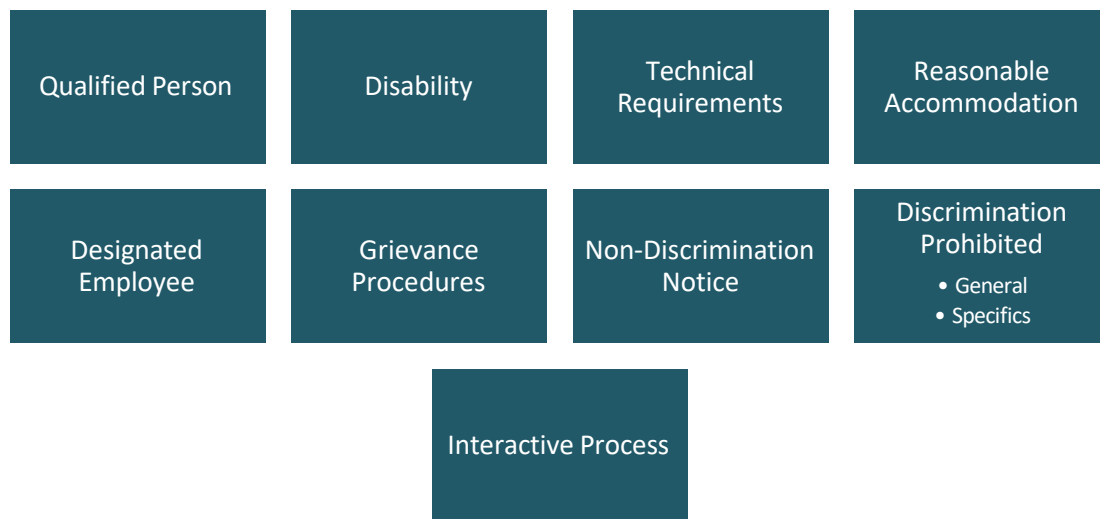 Qualified Person
Disability
Technical
Requirements
Reasonable
Accommodation
Designated
Employee
Grievance
Procedures
Non-Discrimination
Notice
Discrimination
Prohibited
• General
• Specifics
Interactive Process